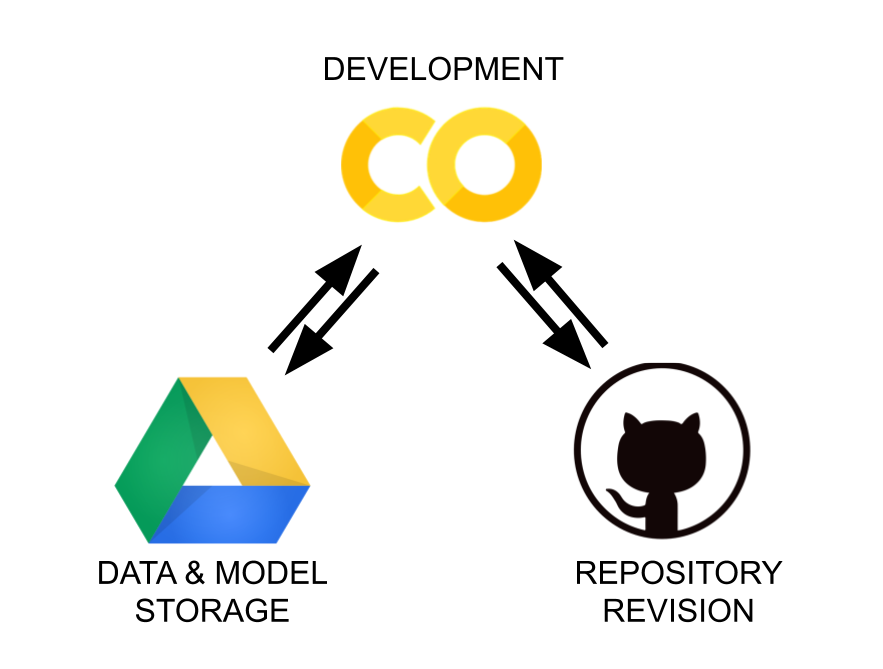 DEVELOPMENT
DATA & MODEL
STORAGE
REPOSITORY
REVISION